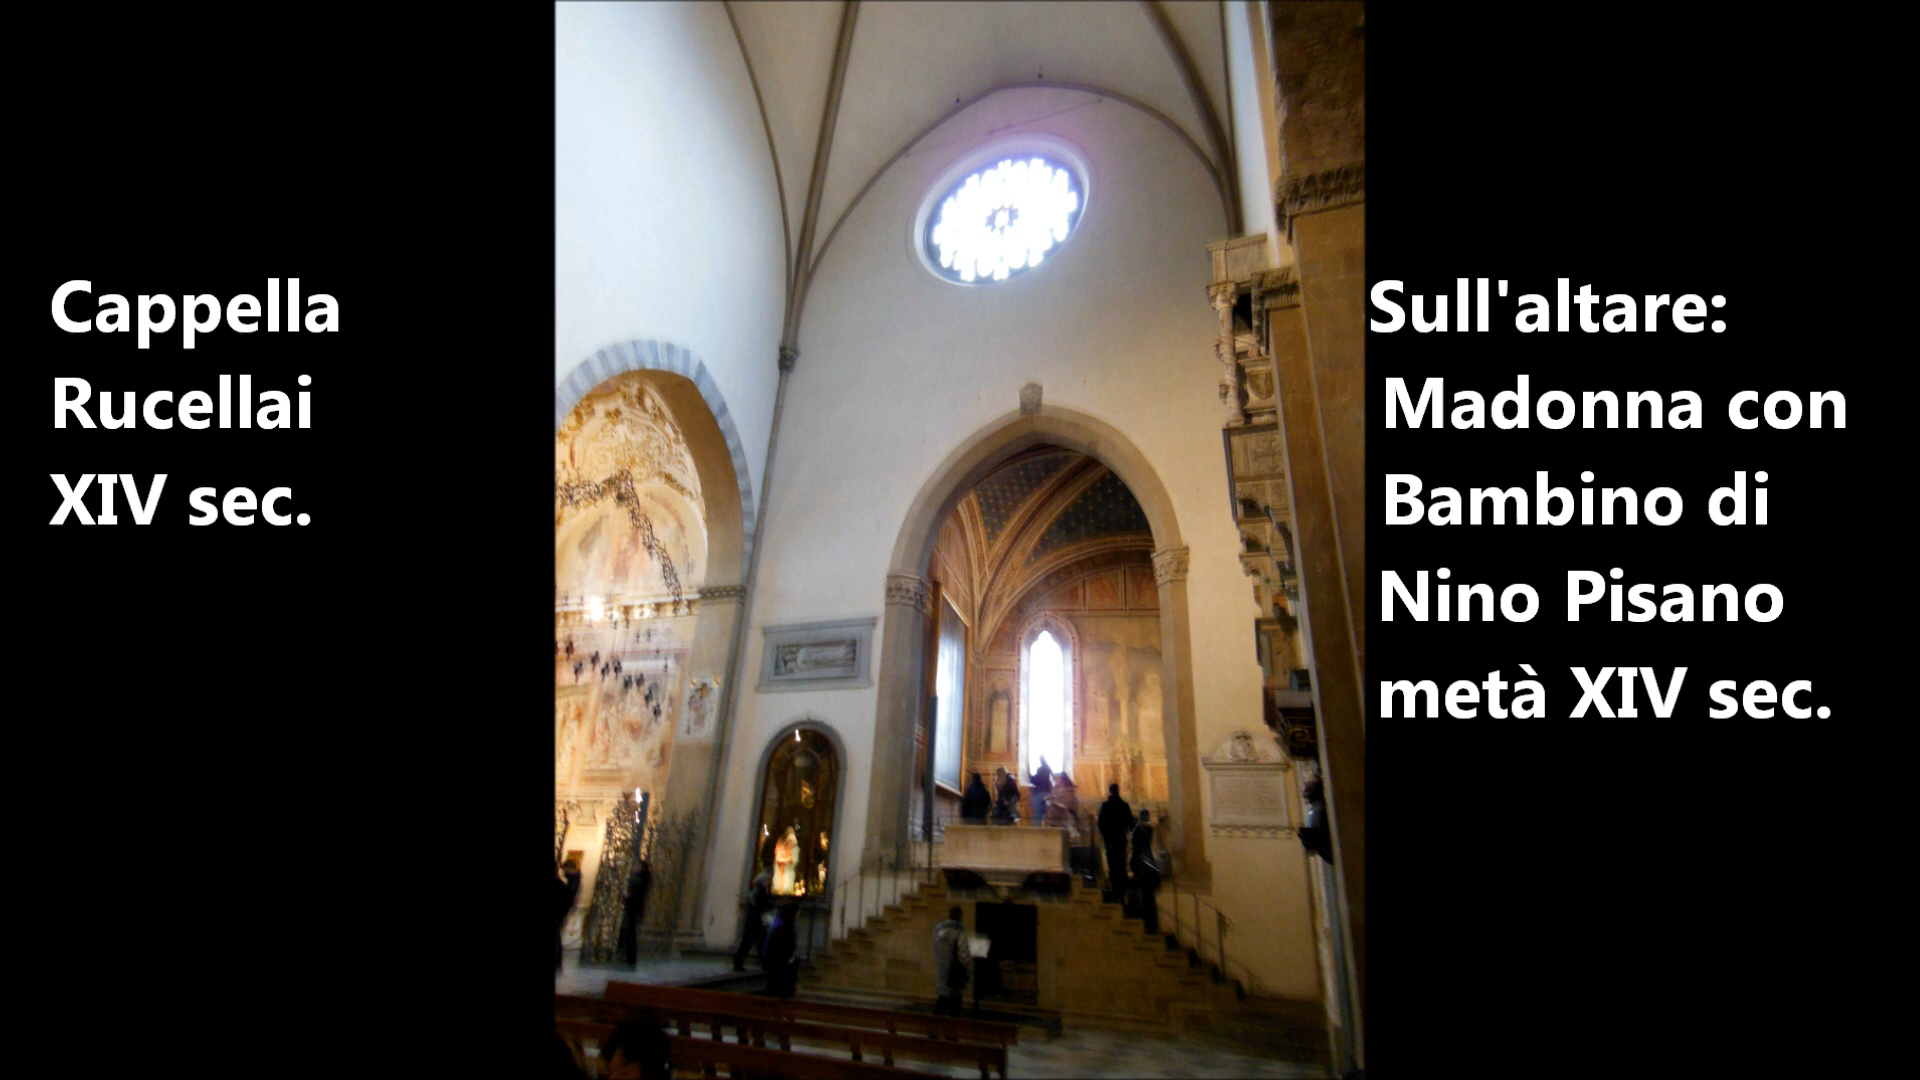 Cappella
Rucellai
XIV sec.
Sull'altare:
Madonna con
Bambino di
Nino Pisano
metà XIV sec.